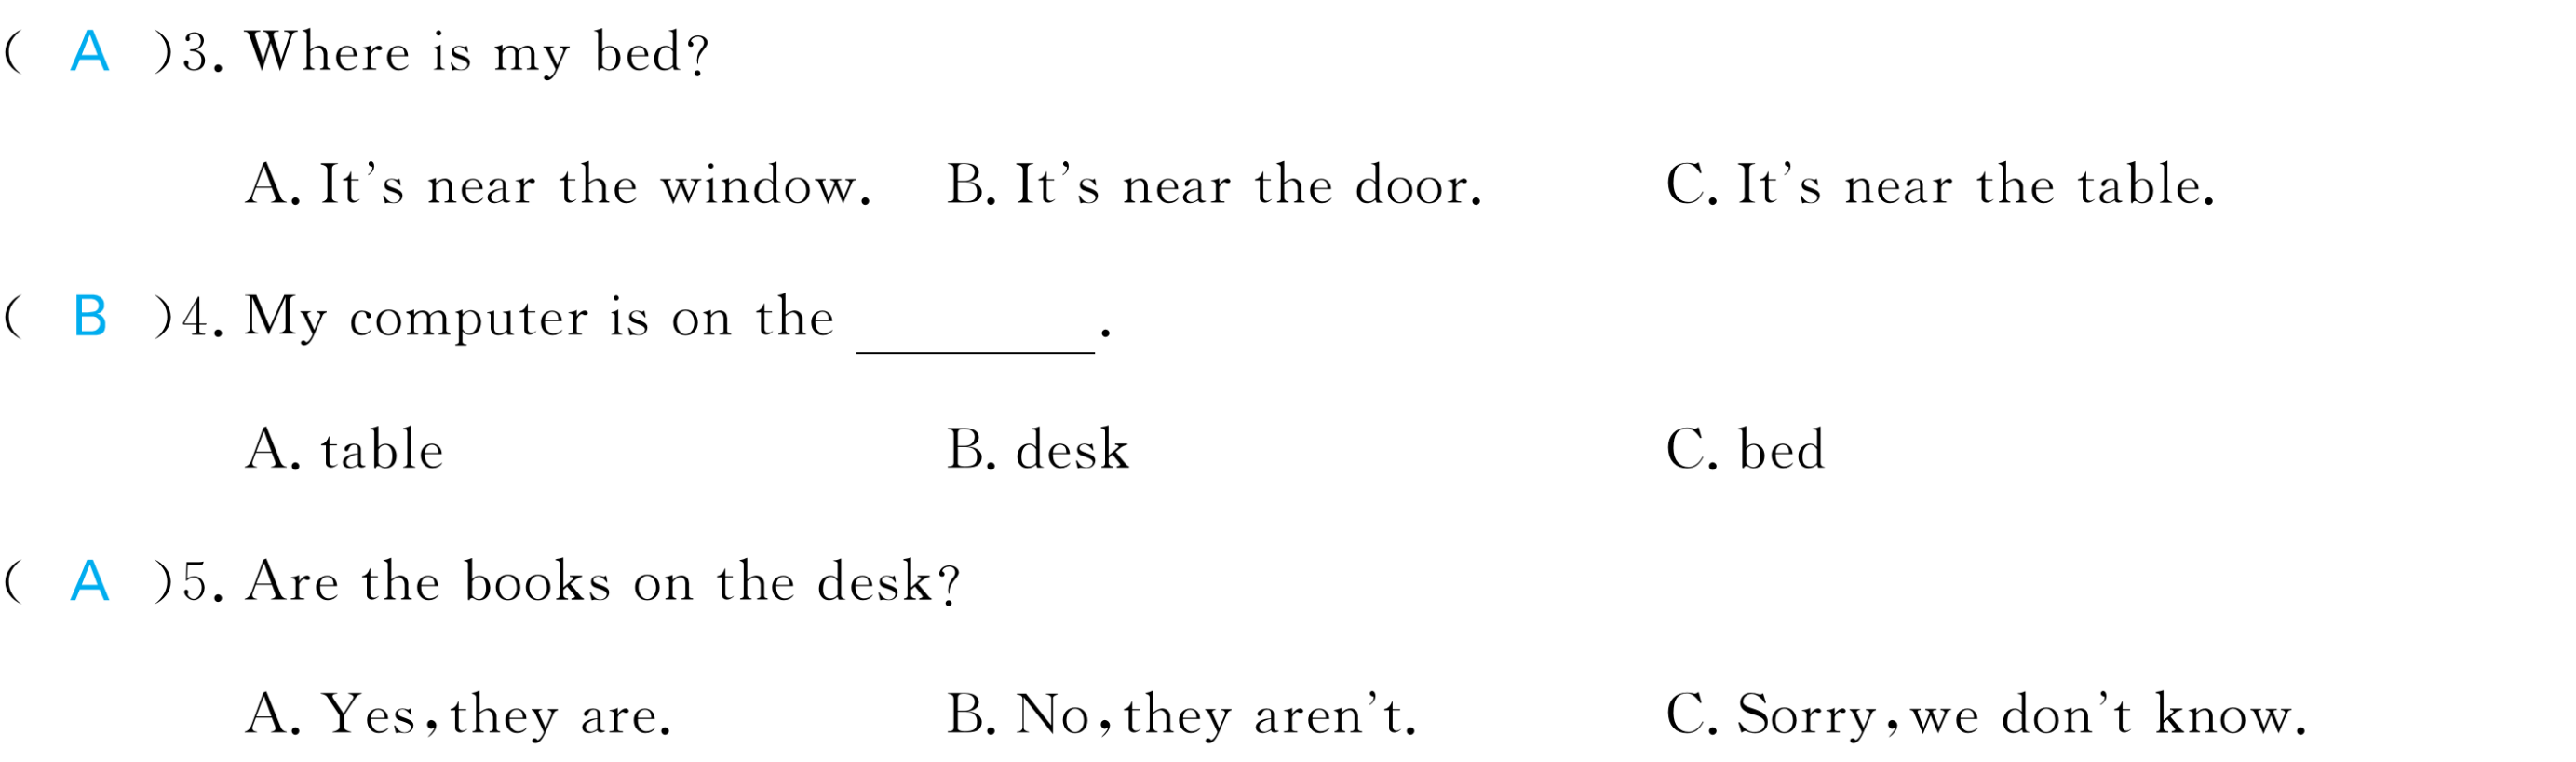 ( A )3. Where is my bed?
A. It's near the window. B. It's near the door. C. It's near the table.
( B )4. My computer is on the ________.
A. table B. desk C. bed
( A )5. Are the books on the desk?
A. Yes,they are. B. No,they aren't. C. Sorry,we don't know.